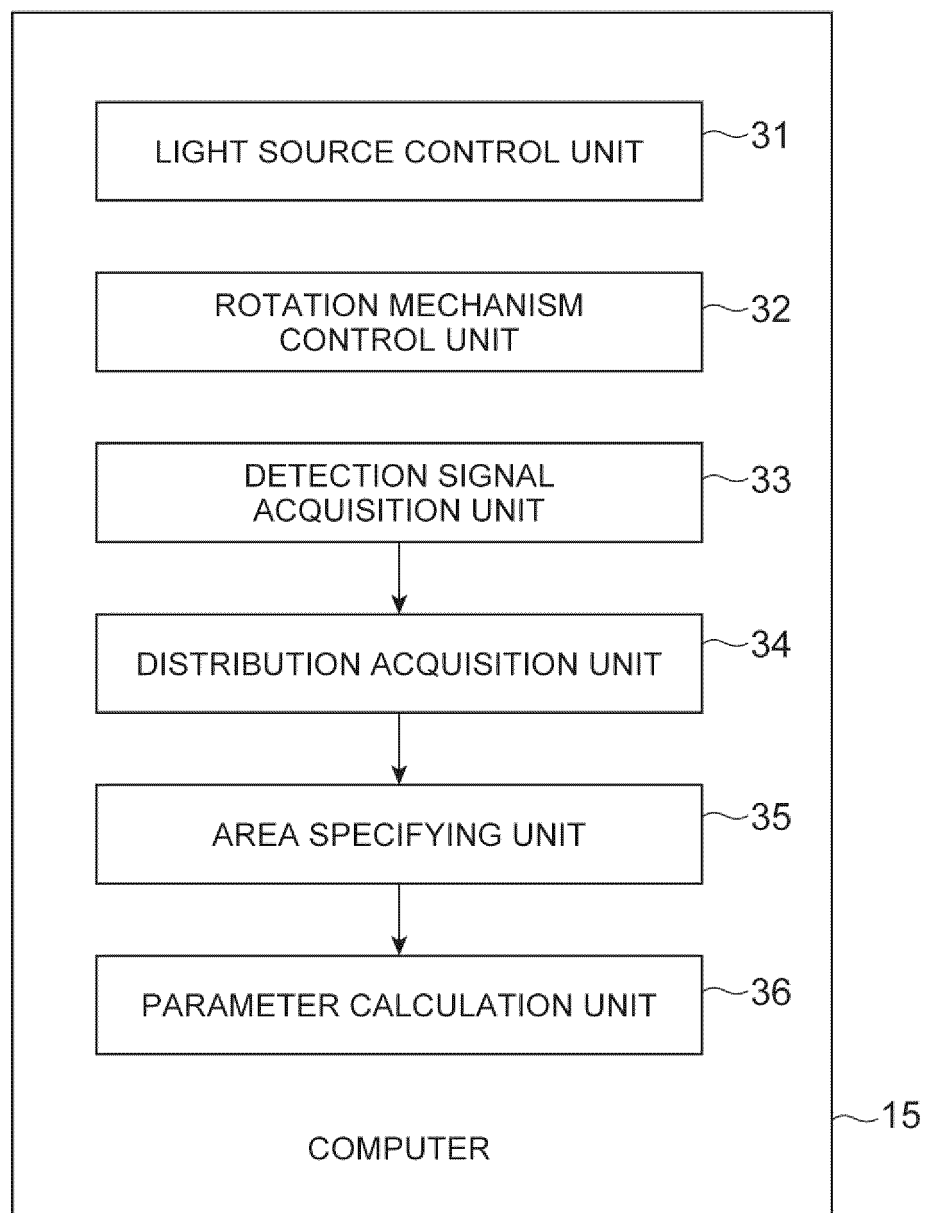 LIGHT SOURCE CONTROL UNIT
31
ROTATION MECHANISM
CONTROL UNIT
32
DETECTION SIGNAL
ACQUISITION UNIT
33
DISTRIBUTION ACQUISITION UNIT
34
AREA SPECIFYING UNIT
35
PARAMETER CALCULATION UNIT
36
15
COMPUTER